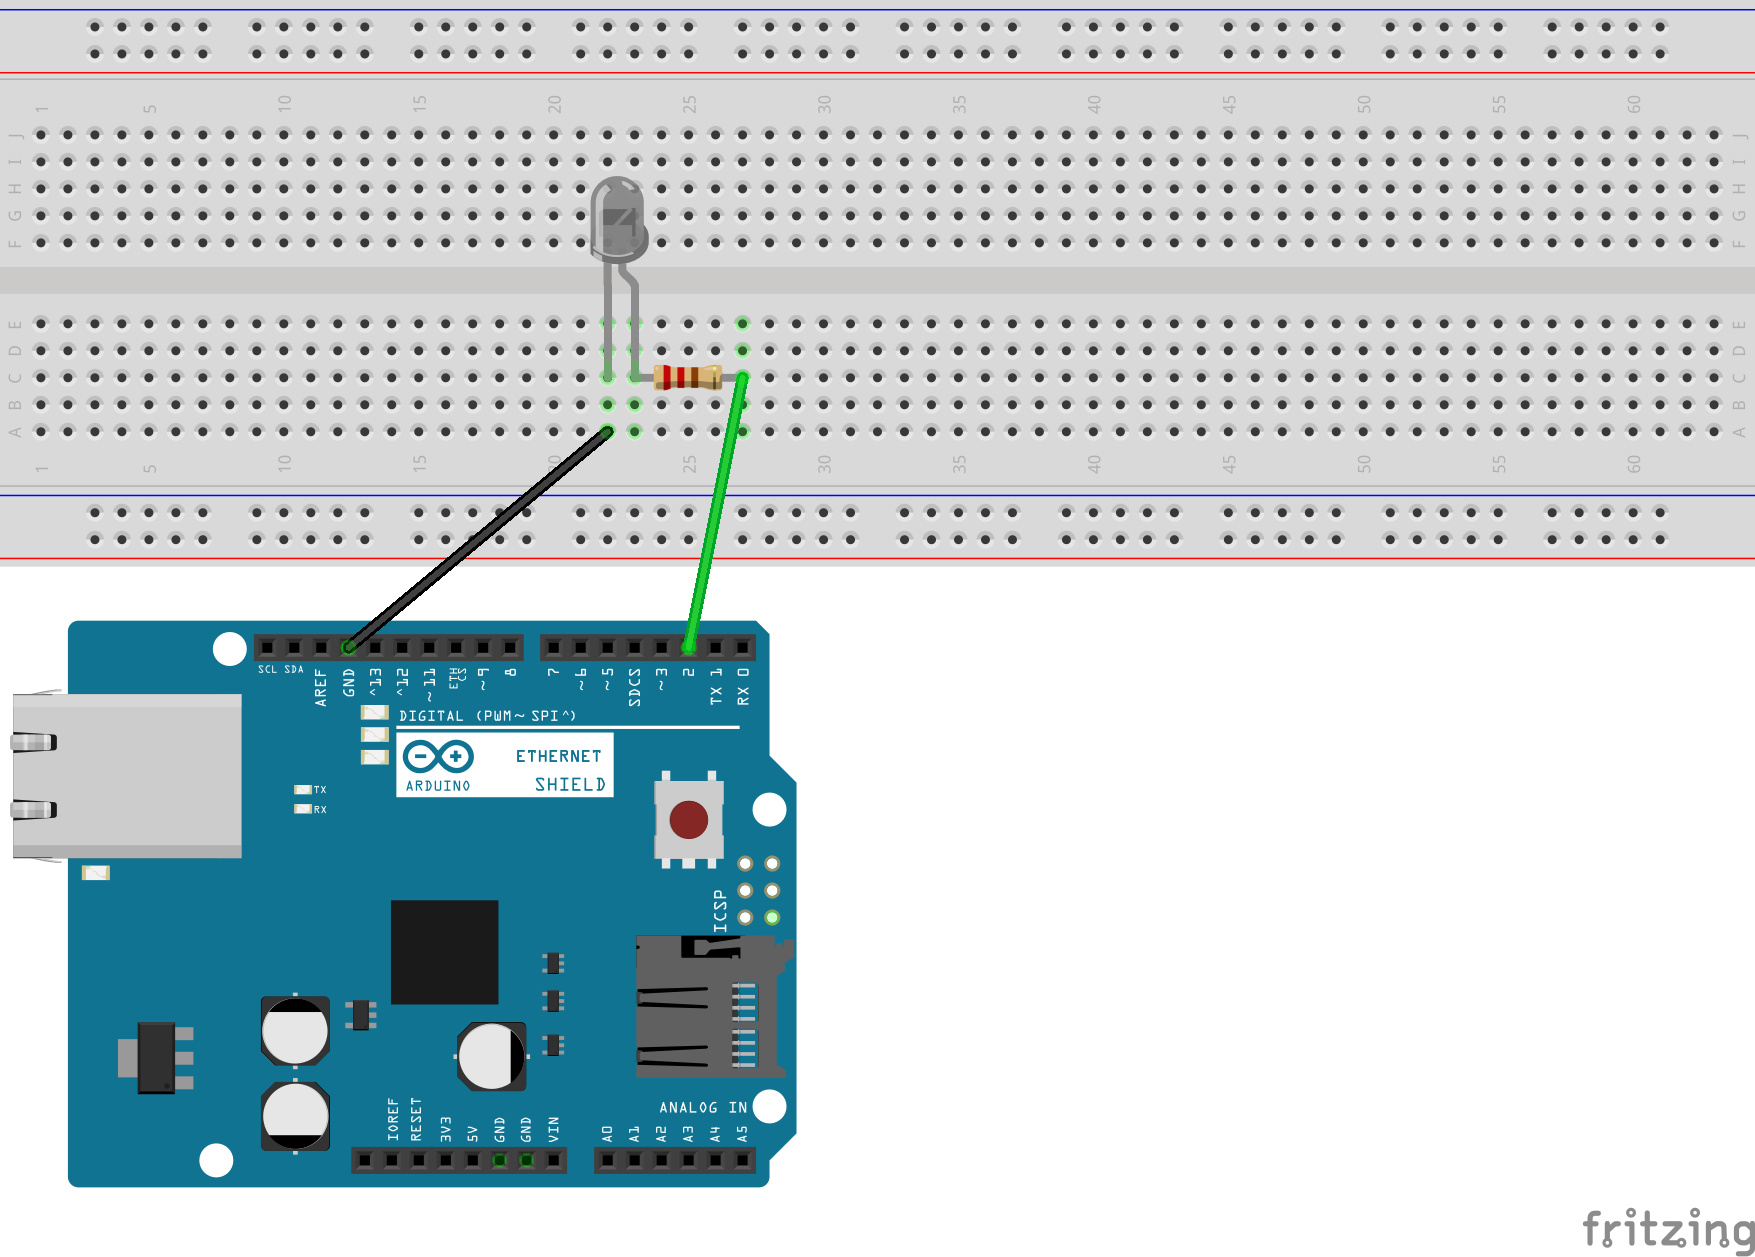 1 5 10 15 20 25 30 35 40 45 50 55 60
J J
I I
H H
G G
F F
E E
D D
C C
B B
A A
1 5 10 15 20 25 30 35 40 45 50 55 60
SCL SDA AREF GND ^13 ^12 ~11 ETH CS ~9 8 7 ~6 ~5 SDCS ~3 2 TX 1 RX 0
DIGITAL (PWM~ SPI^)
ETHERNET
SHIELD
ARDUINO
TX
RX
ICSP
ANALOG IN
IOREF RESET 3V3 5V GND GND VIN A0 A1 A2 A3 A4 A5
fritzing